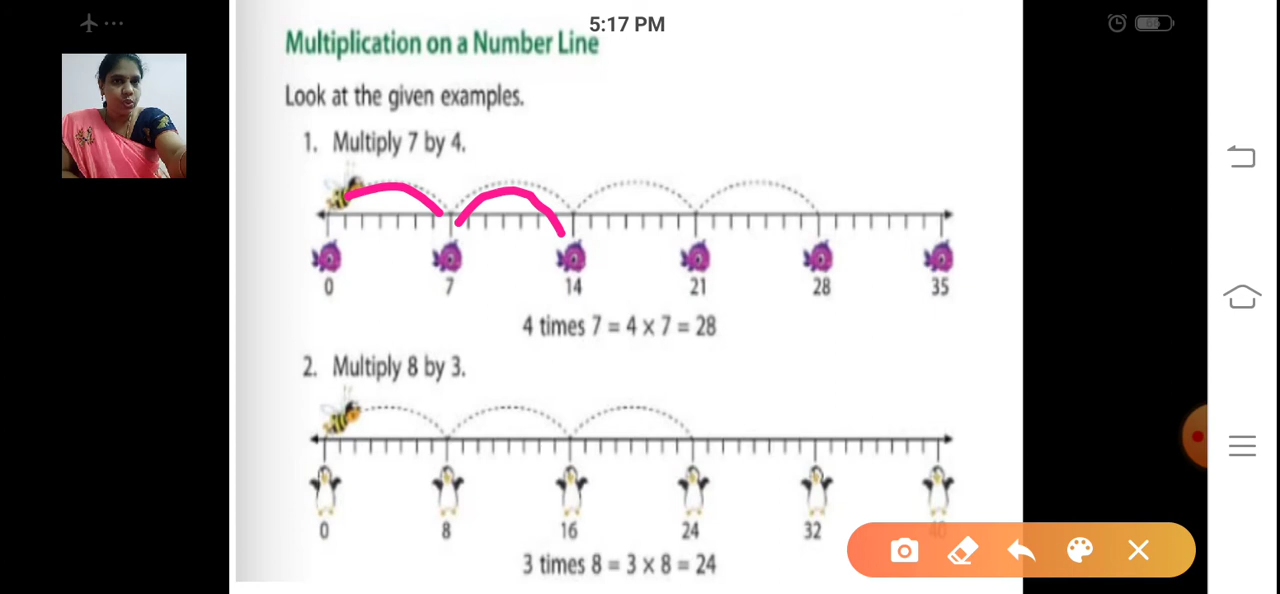 5:17 PM
Multiplication on a Number Line
Look at the given examples.
1. Multiply 7 by 4.
0 7 14 21 28 35
4 times 7 = 4 x 7 = 28
2. Multiply 8 by 3.
0 8 16 24 32 40
3 times 8 = 3 x 8 = 24